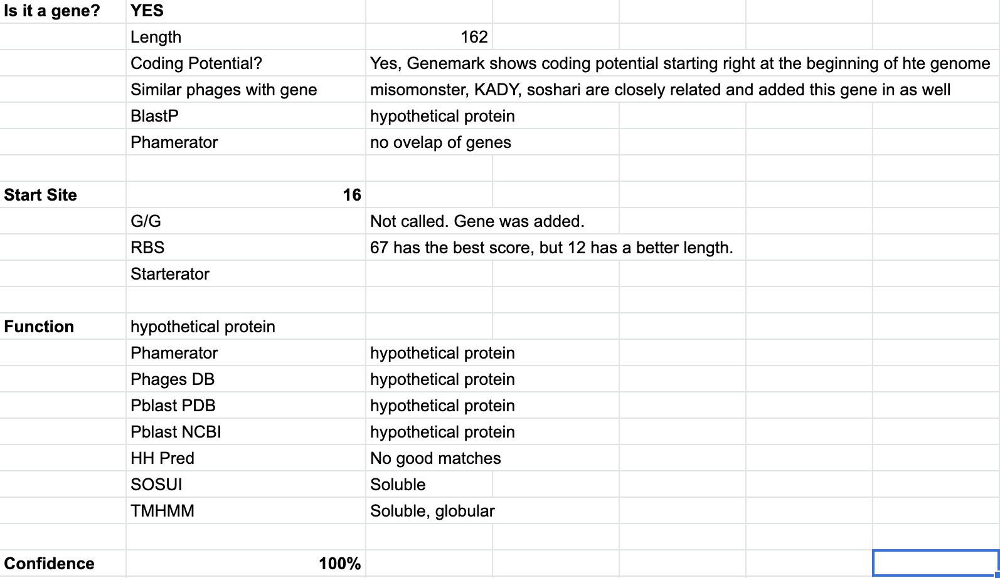 Is it a gene? YES
Length 162
Coding Potential? Yes, Genemark shows coding potential starting right at the beginning of hte genome
Similar phages with gene misomonster, KADY, soshari are closely related and added this gene in as well
BlastP hypothetical protein
Phamerator no ovelap of genes
Start Site 16
G/G Not called. Gene was added.
RBS 67 has the best score, but 12 has a better length.
Starterator
Function hypothetical protein
Phamerator hypothetical protein
Phages DB hypothetical protein
Pblast PDB hypothetical protein
Pblast NCBI hypothetical protein
HH Pred No good matches
SOSUI Soluble
TMHMM Soluble, globular
Confidence 100%